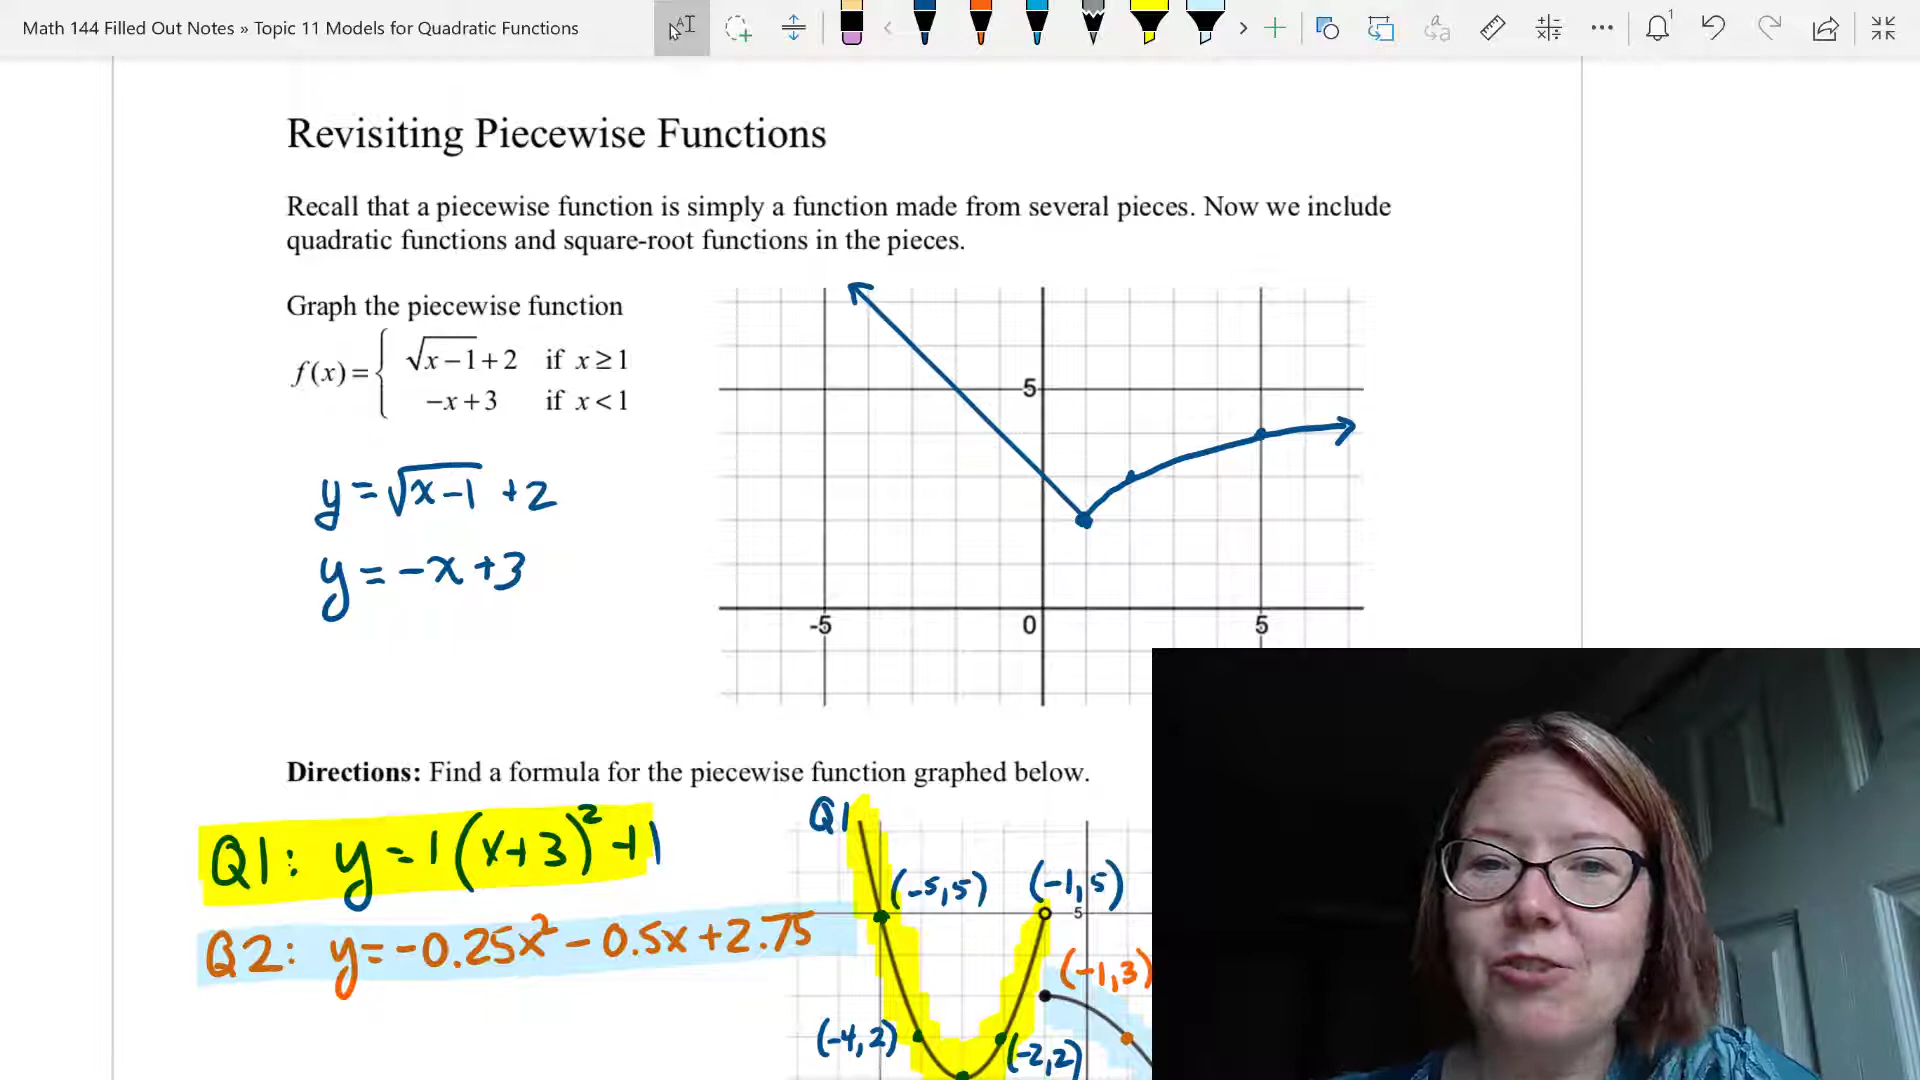 Math 144 Filled Out Notes » Topic 11 Models for Quadratic Functions
Revisiting Piecewise Functions
Recall that a piecewise function is simply a function made from several pieces. Now we include
quadratic functions and square-root functions in the pieces.
Graph the piecewise function
f(x) = { √(x−1) + 2 if x ≥ 1
−x + 3 if x < 1
y = √(x−1) + 2
y = −x + 3
5
-5 0 5
Directions: Find a formula for the piecewise function graphed below.
Q1: y = 1(x+3)² + 1
Q2: y = −0.25x² − 0.5x + 2.75
Q1
(-5,5) (-1,5)
5
(-1,3)
(-4,2) (-2,2)